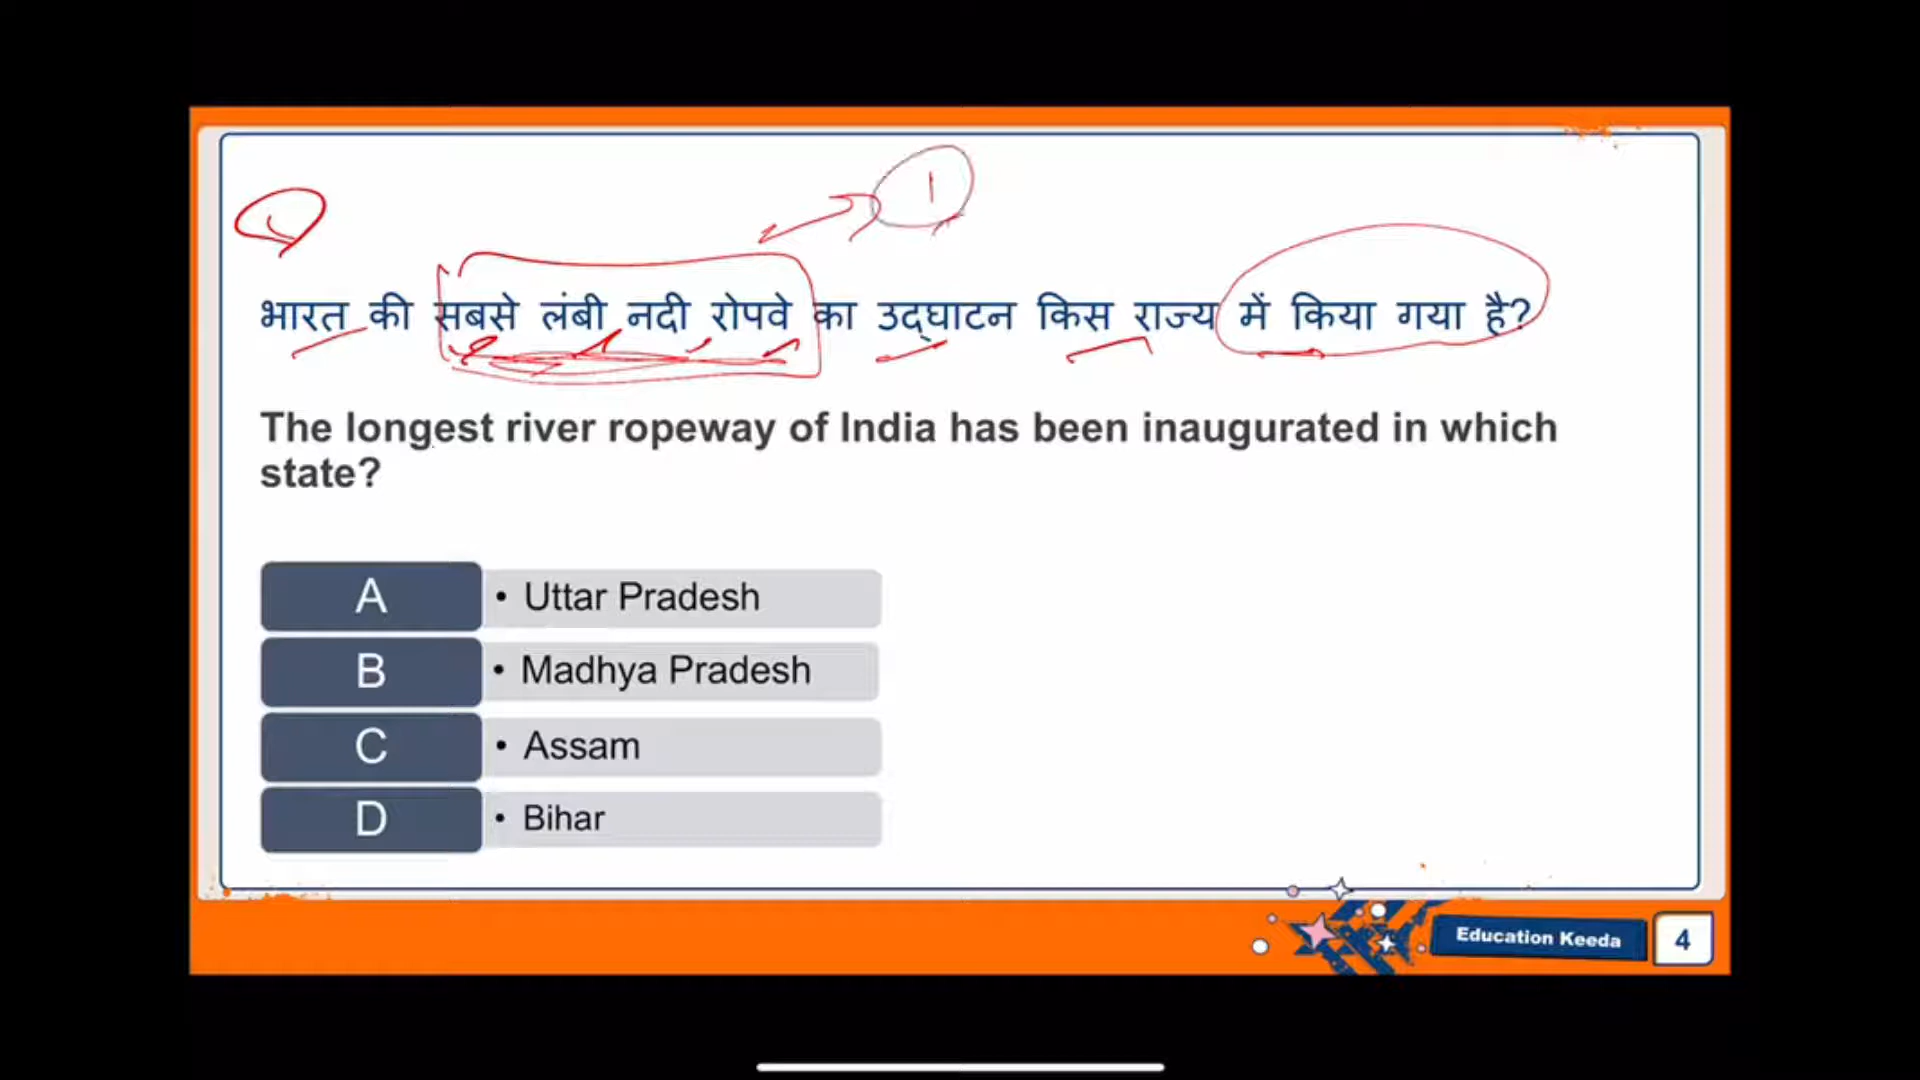 1
भारत की सबसे लंबी नदी रोपवे का उद्घाटन किस राज्य में किया गया है?
The longest river ropeway of India has been inaugurated in which
state?
A • Uttar Pradesh
B • Madhya Pradesh
C • Assam
D • Bihar
Education Keeda 4